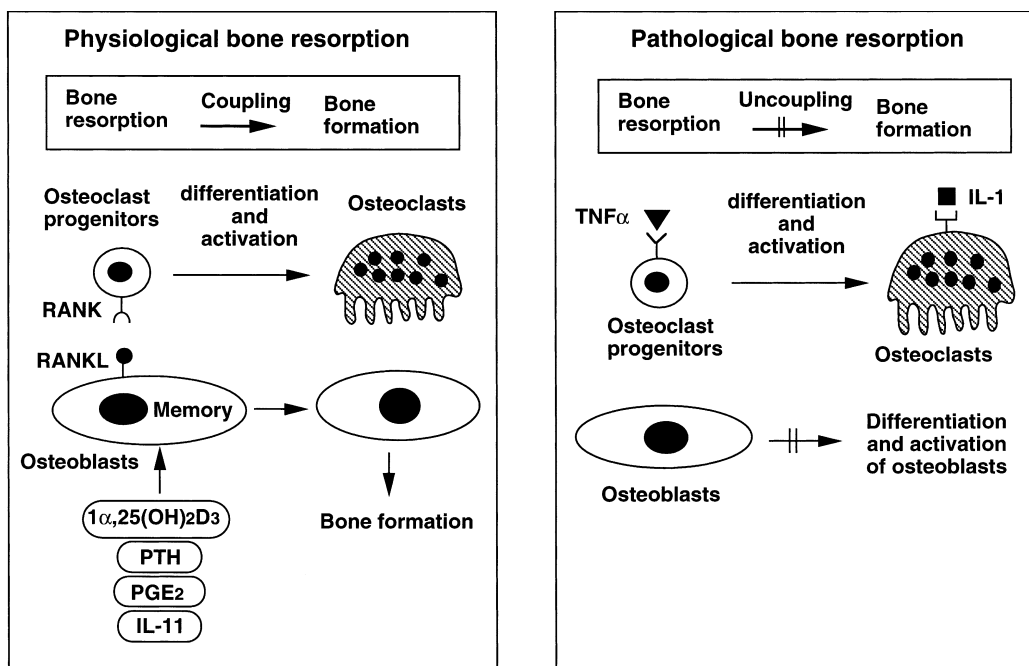 Physiological bone resorption
Bone
resorption
Coupling
Bone
formation
Osteoclast
progenitors
differentiation
and
activation
Osteoclasts
RANK
RANKL
Memory
Osteoblasts
1α,25(OH)2D3
PTH
PGE2
IL-11
Bone formation
Pathological bone resorption
Bone
resorption
Uncoupling
Bone
formation
TNFα
differentiation
and
activation
IL-1
Osteoclast
progenitors
Osteoclasts
Osteoblasts
Differentiation
and activation
of osteoblasts